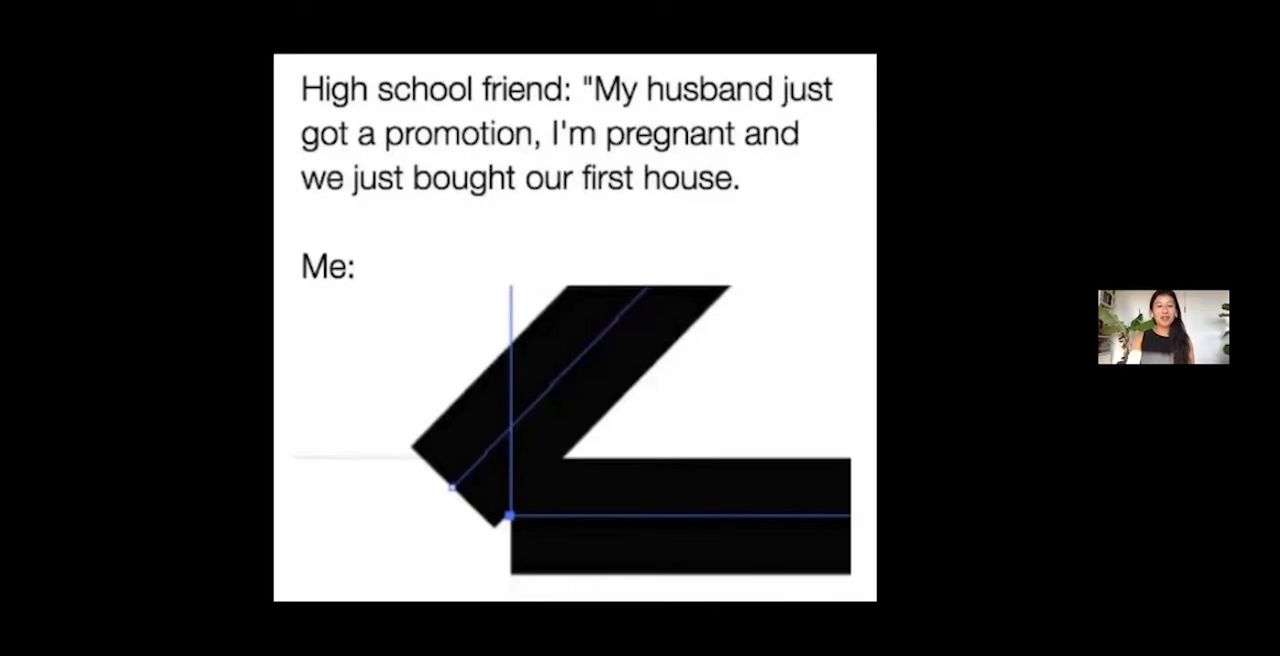 High school friend: "My husband just
got a promotion, I'm pregnant and
we just bought our first house.
Me: